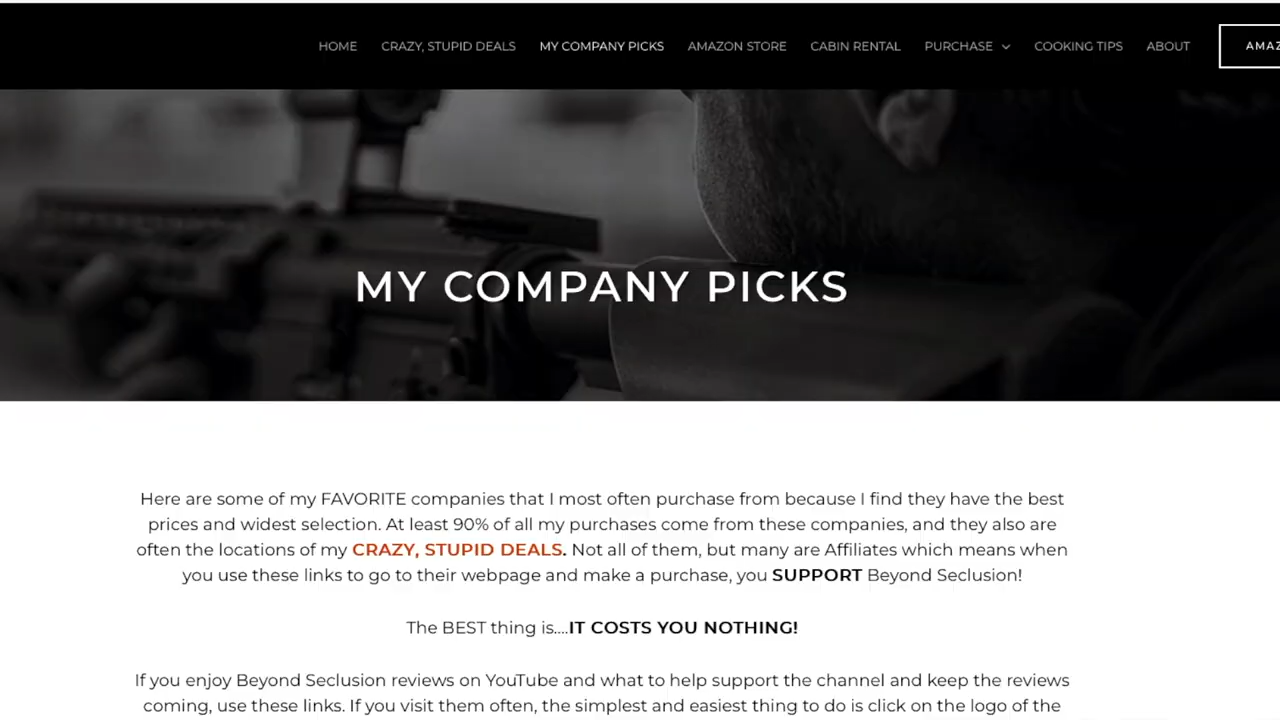 HOME CRAZY, STUPID DEALS MY COMPANY PICKS AMAZON STORE CABIN RENTAL PURCHASE COOKING TIPS ABOUT AMAZ
MY COMPANY PICKS
Here are some of my FAVORITE companies that I most often purchase from because I find they have the best
prices and widest selection. At least 90% of all my purchases come from these companies, and they also are
often the locations of my CRAZY, STUPID DEALS. Not all of them, but many are Affiliates which means when
you use these links to go to their webpage and make a purchase, you SUPPORT Beyond Seclusion!
The BEST thing is....IT COSTS YOU NOTHING!
If you enjoy Beyond Seclusion reviews on YouTube and what to help support the channel and keep the reviews
coming, use these links. If you visit them often, the simplest and easiest thing to do is click on the logo of the